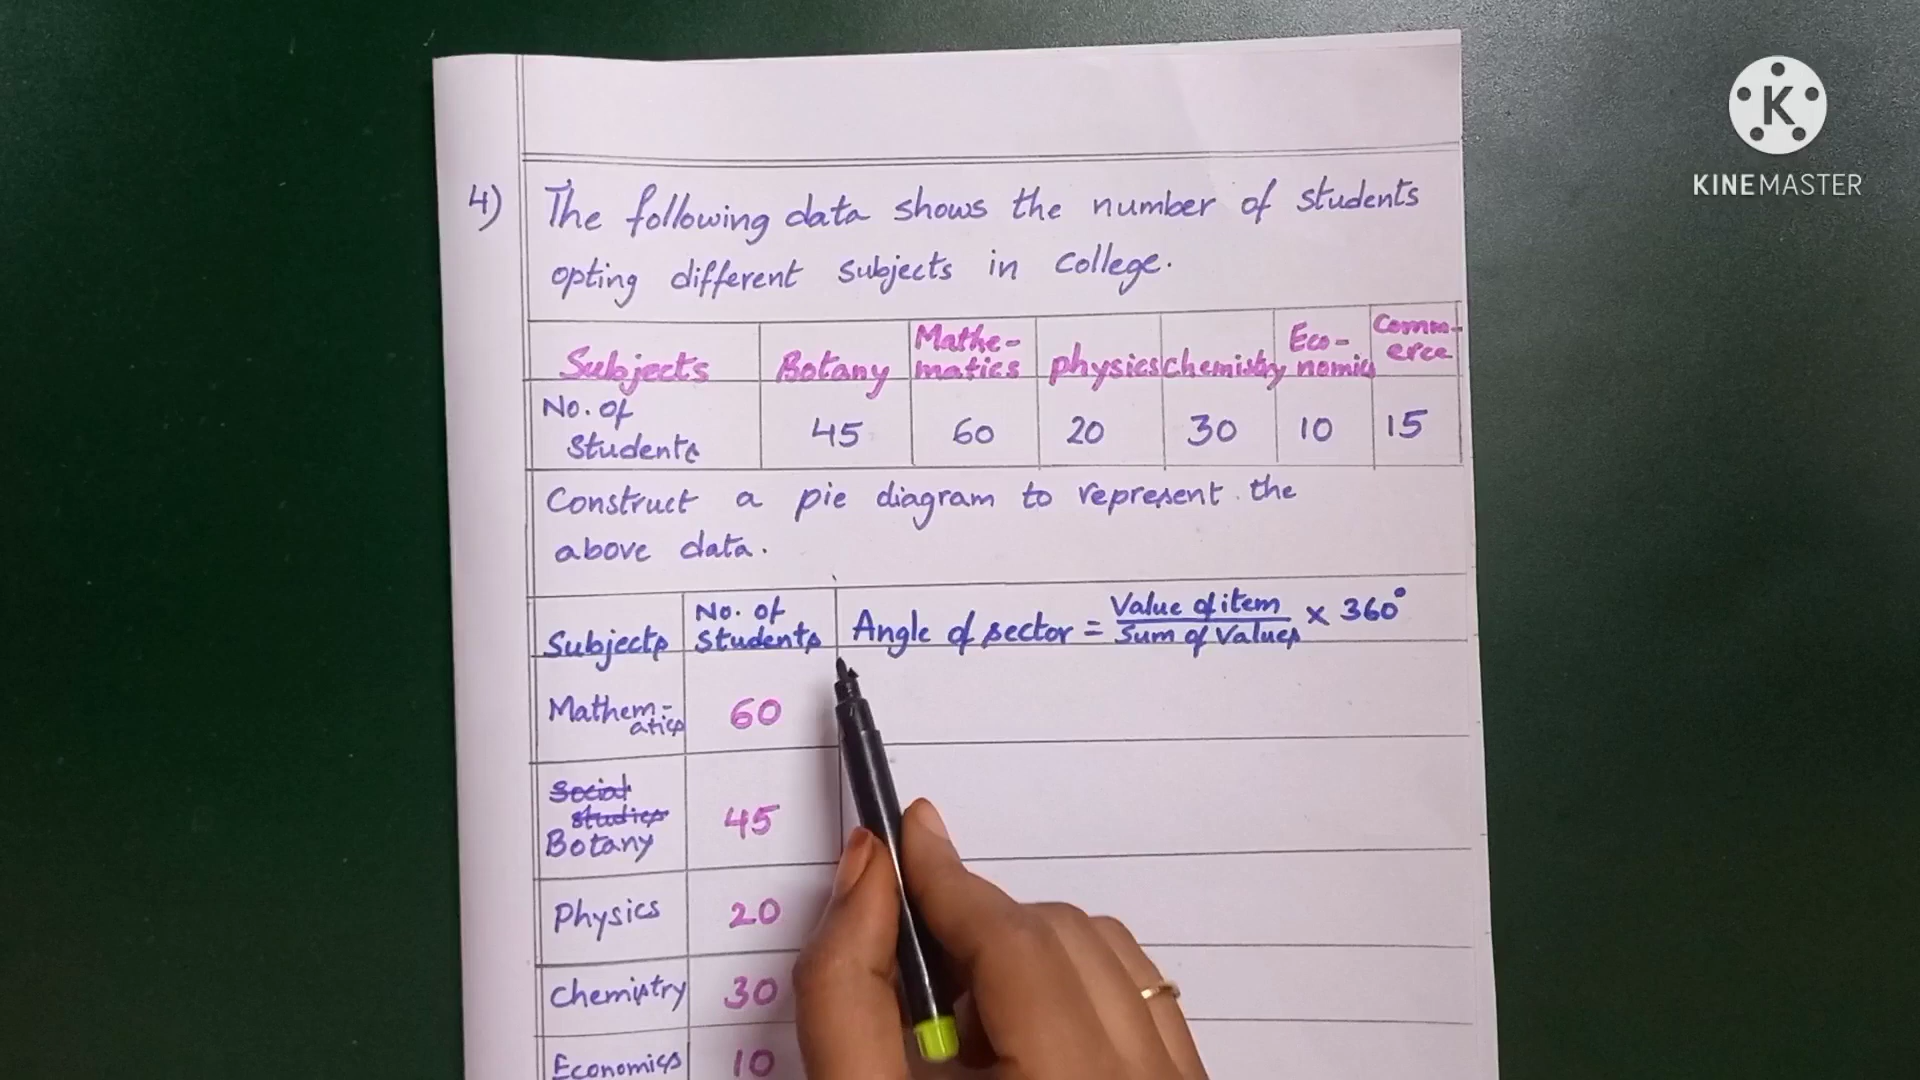 K
KINEMASTER
4) The following data shows the number of students
opting different subjects in college.
Subjects Botany Mathe-matics physics chemistry Eco-nomics Comm-erce
No. of Students 45 60 20 30 10 15
Construct a pie diagram to represent the
above data.
Subjects No. of Students Angle of sector = Value of item / Sum of Values × 360°
Mathem-atics 60
Social studies
Botany 45
Physics 20
Chemistry 30
Economics 10